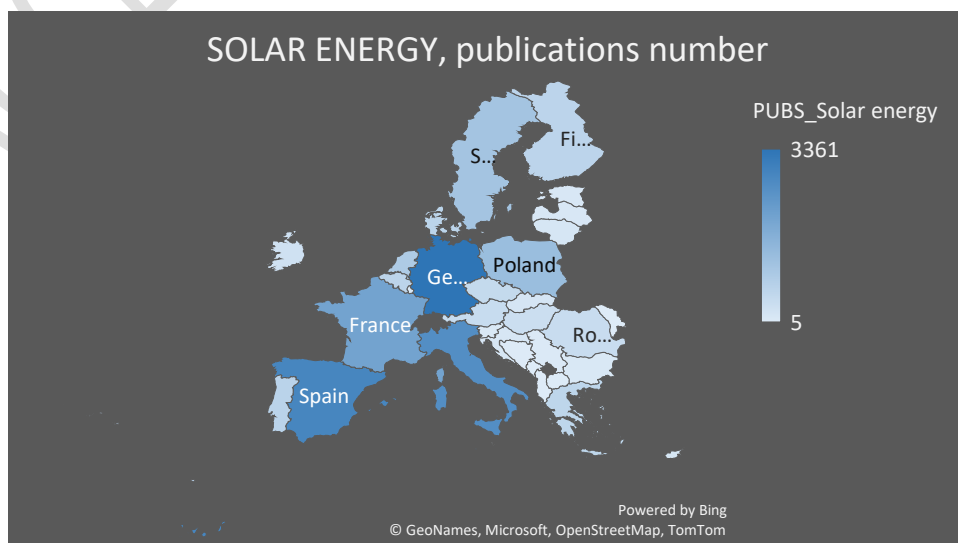 SOLAR ENERGY, publications number
PUBS_Solar energy
3361
Fi...
S...
Poland
Ge...
France
5
Ro...
Spain
Powered by Bing
© GeoNames, Microsoft, OpenStreetMap, TomTom